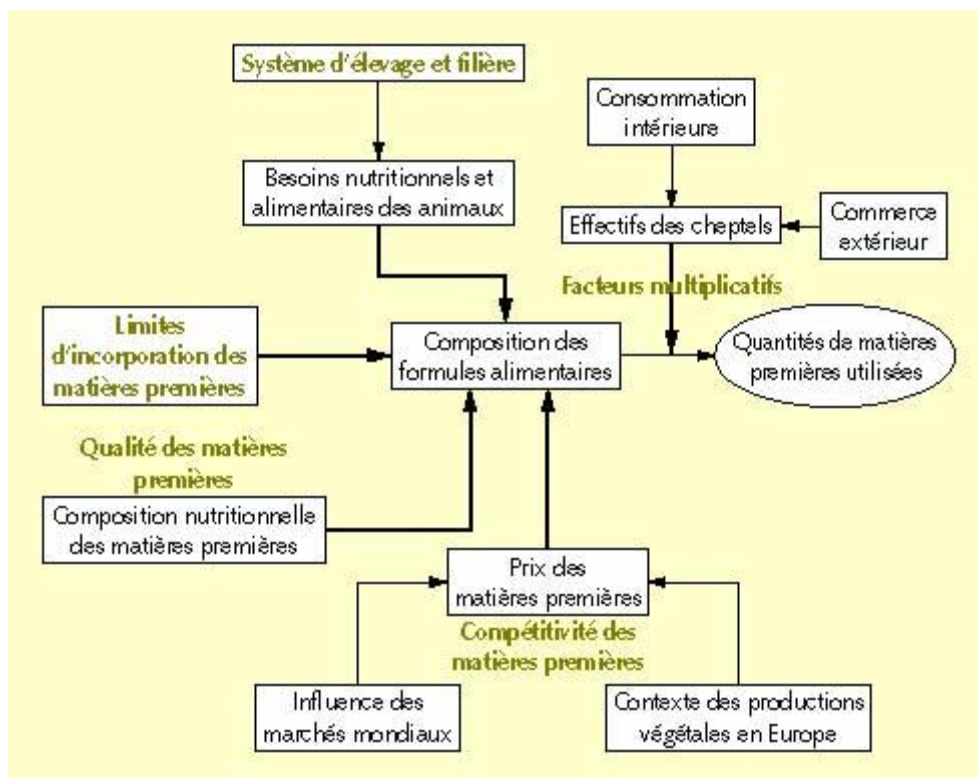 Système d'élevage et filière
Consommation
intérieure
Besoins nutritionnels et
alimentaires des animaux
Effectifs des cheptels
Commerce
extérieur
Facteurs multiplicatifs
Limites
d'incorporation des
matières premières
Composition des
formules alimentaires
Quantités de matières
premières utilisées
Qualité des matières
premières
Composition nutritionnelle
des matières premières
Prix des
matières premières
Compétitivité des
matières premières
Influence des
marchés mondiaux
Contexte des productions
végétales en Europe